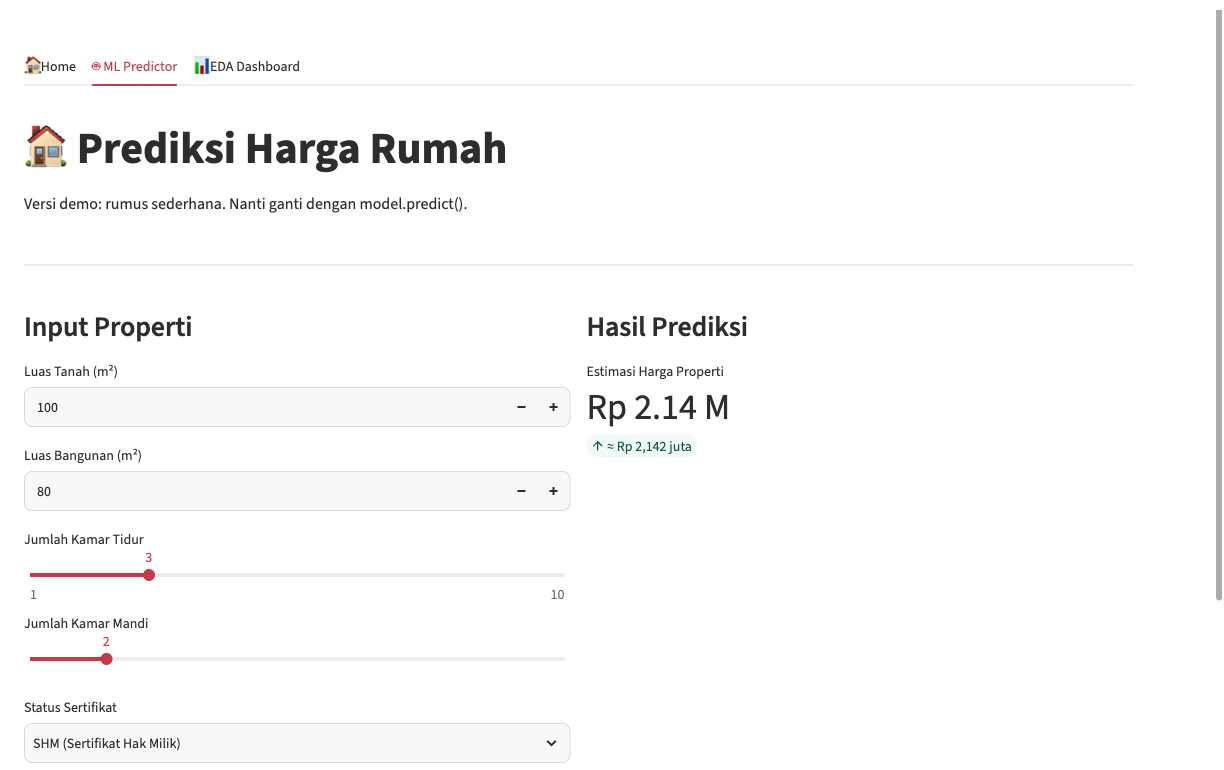 Home ML Predictor EDA Dashboard
Prediksi Harga Rumah
Versi demo: rumus sederhana. Nanti ganti dengan model.predict().
Input Properti
Luas Tanah (m²)
100 − +
Luas Bangunan (m²)
80 − +
Jumlah Kamar Tidur
3
1 10
Jumlah Kamar Mandi
2
Status Sertifikat
SHM (Sertifikat Hak Milik)
Hasil Prediksi
Estimasi Harga Properti
Rp 2.14 M
↑ ≈ Rp 2,142 juta